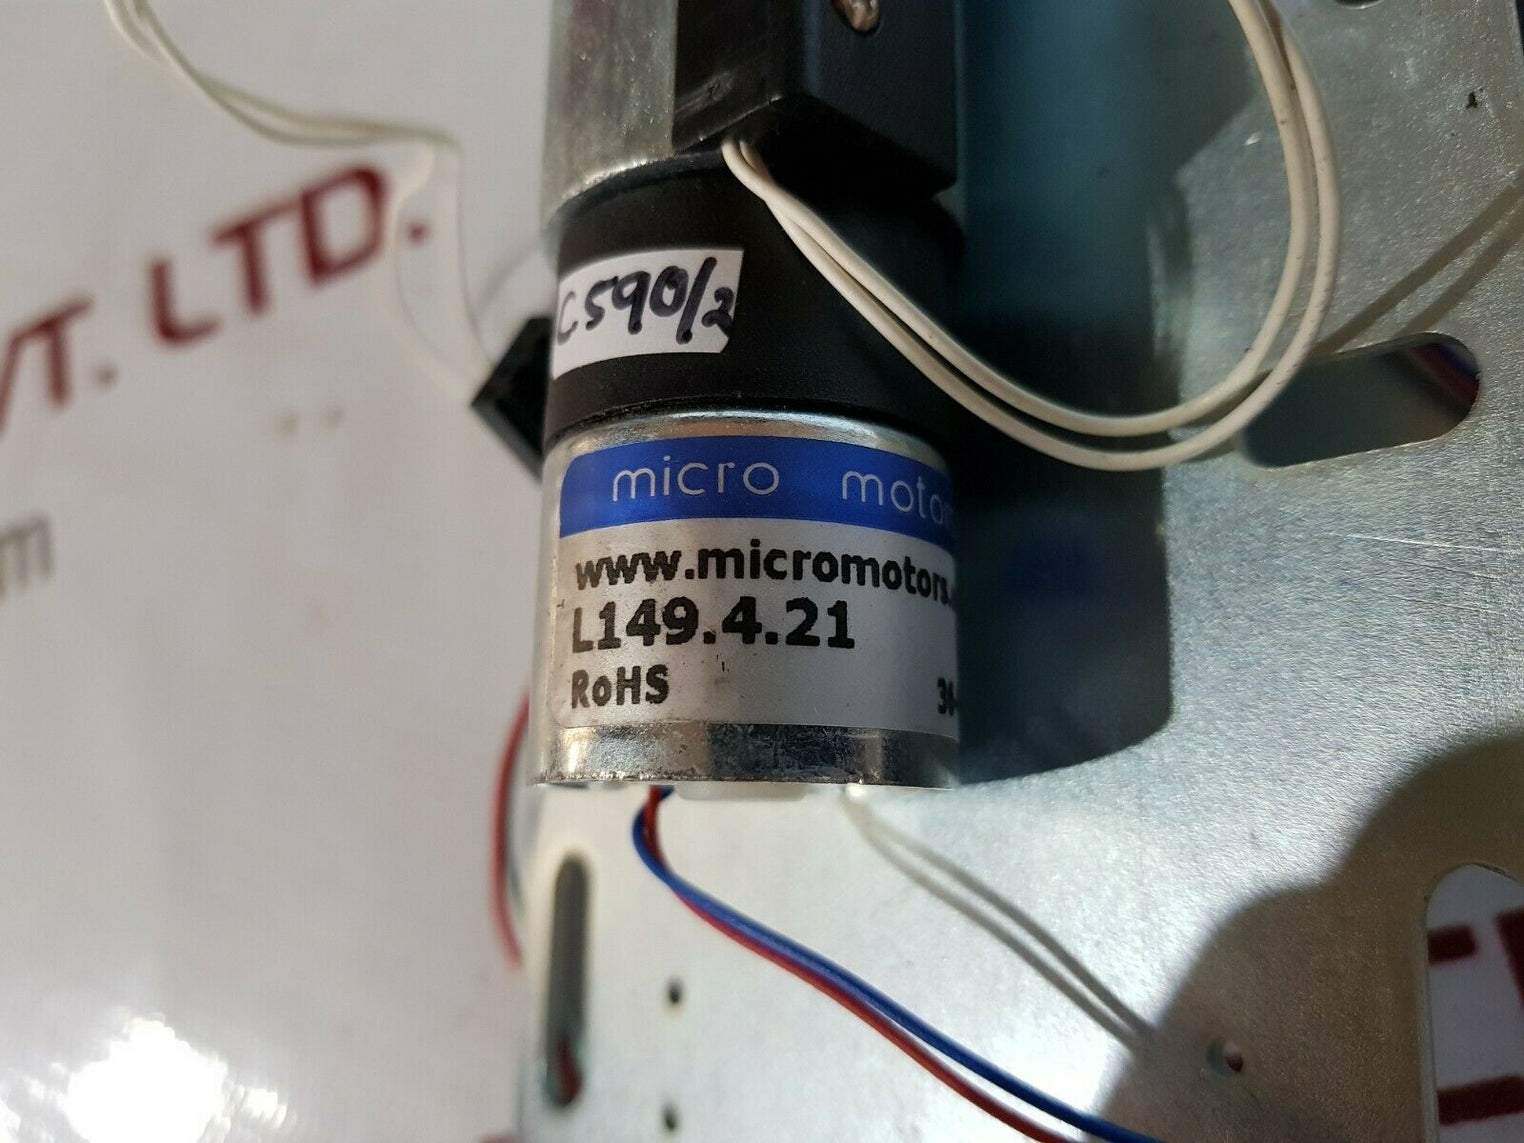 VT. LTD.
m
C590/2
micro motor
www.micromotors.
L149.4.21
RoHS